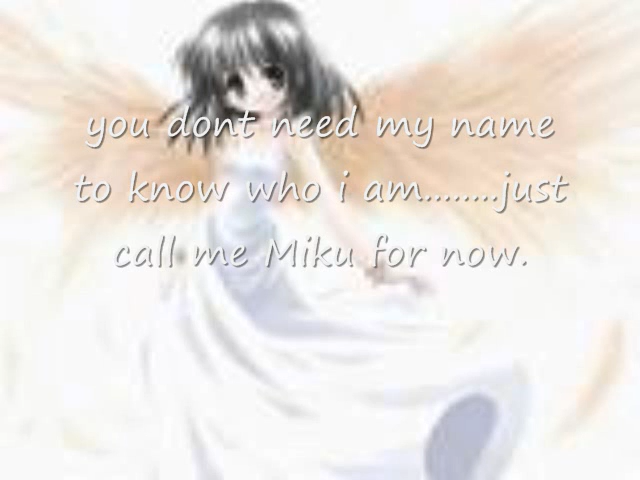 you dont need my name
to know who i am........just
call me Miku for now.